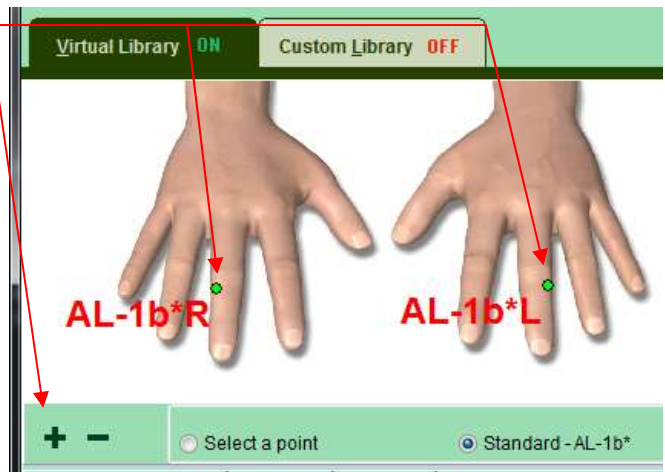 Virtual Library ON Custom Library OFF
AL-1b*R AL-1b*L
+ − Select a point Standard - AL-1b*